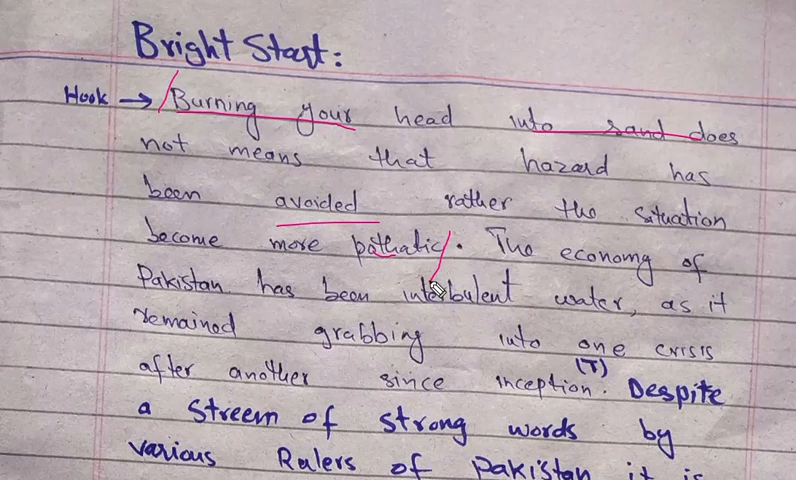 Bright Start:
Hook → Burning your head into sand does
not means that hazard has
been avoided rather the situation
become more pathatic. The economy of
Pakistan has been in turbulent water, as it
remained grabbing into one crisis
after another since inception. (T) Despite
a streem of strong words by
various Rulers of Pakistan it is